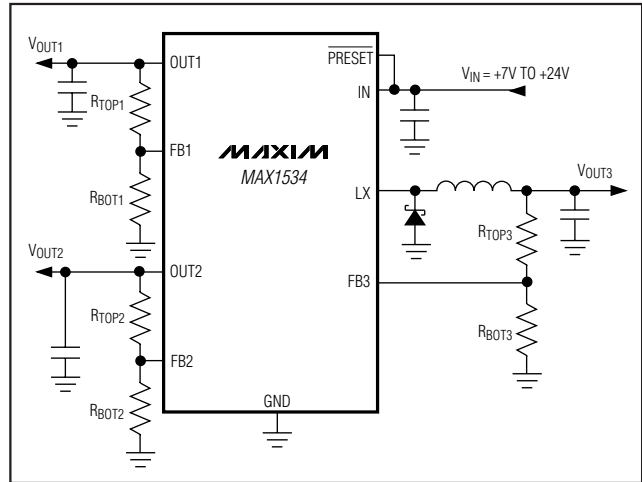 VOUT1
OUT1
RTOP1
FB1
RBOT1
VOUT2
OUT2
RTOP2
FB2
RBOT2
MAXIM
MAX1534
GND
PRESET
IN
VIN = +7V TO +24V
LX
VOUT3
RTOP3
FB3
RBOT3